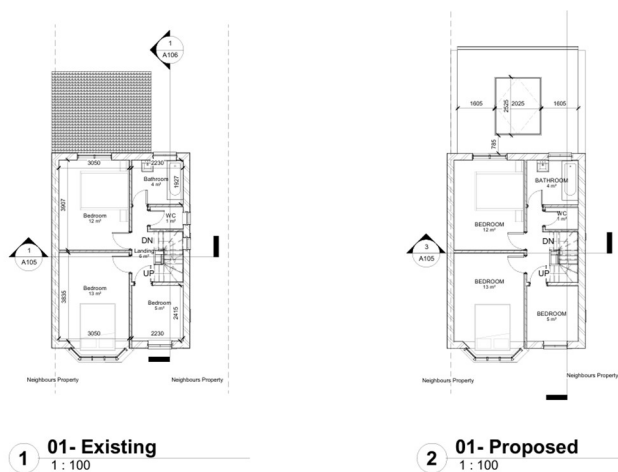 1
A106
3050
2230
Bathroom
4 m²
1927
3907
WC
1 m²
Bedroom
12 m²
DN
Landing
6 m²
1
A105
UP
3835
Bedroom
13 m²
Bedroom
5 m²
2415
3050
2230
Neighbours Property
Neighbours Property
1
01- Existing
1 : 100
1605
2025
1605
2525
785
BATHROOM
4 m²
WC
1 m²
BEDROOM
12 m²
DN
3
A105
UP
BEDROOM
13 m²
BEDROOM
5 m²
Neighbours Property
Neighbours Property
2
01- Proposed
1 : 100